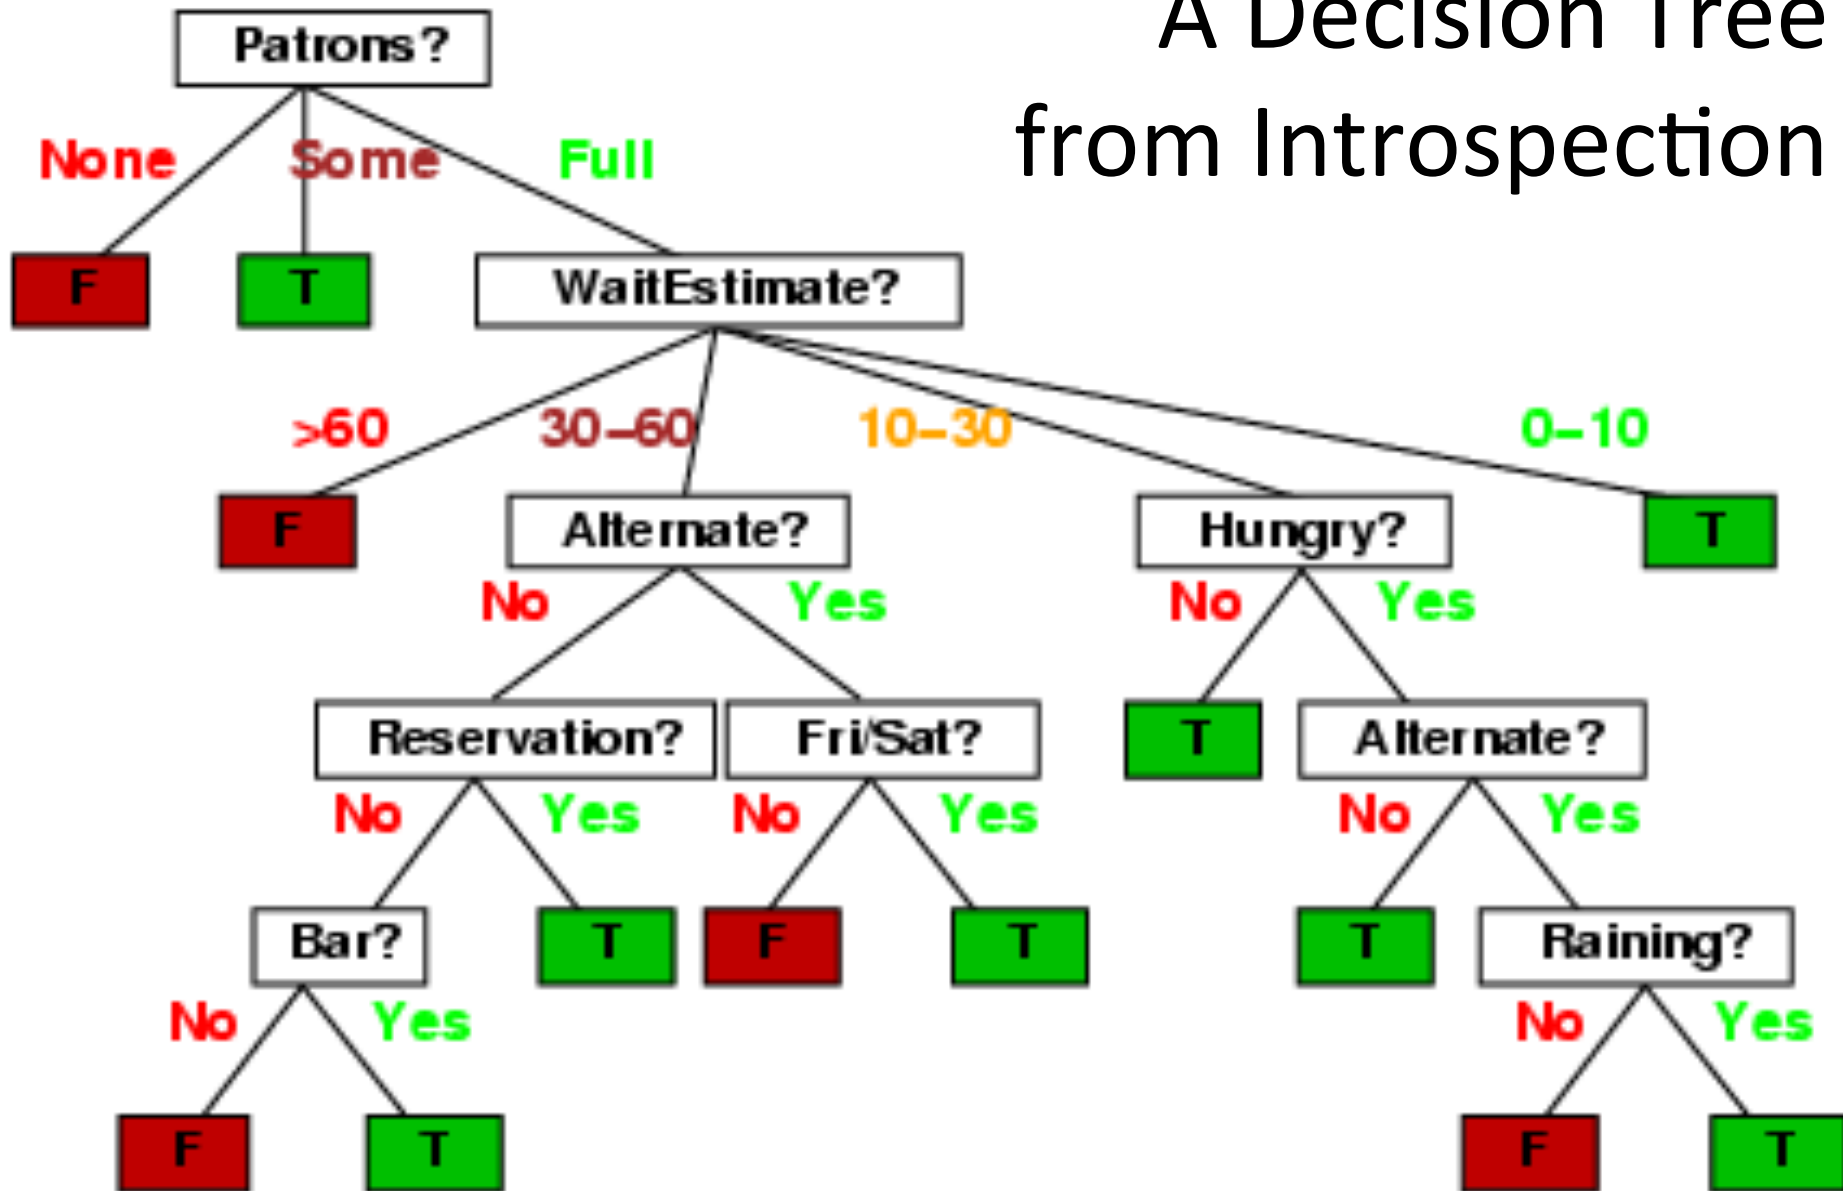 A Decision Tree
from Introspection
Patrons?
None Some Full
F T WaitEstimate?
>60 30–60 10–30 0–10
F Alternate? Hungry? T
No Yes No Yes
Reservation? Fri/Sat? T Alternate?
No Yes No Yes No Yes
Bar? T F T T Raining?
No Yes No Yes
F T F T